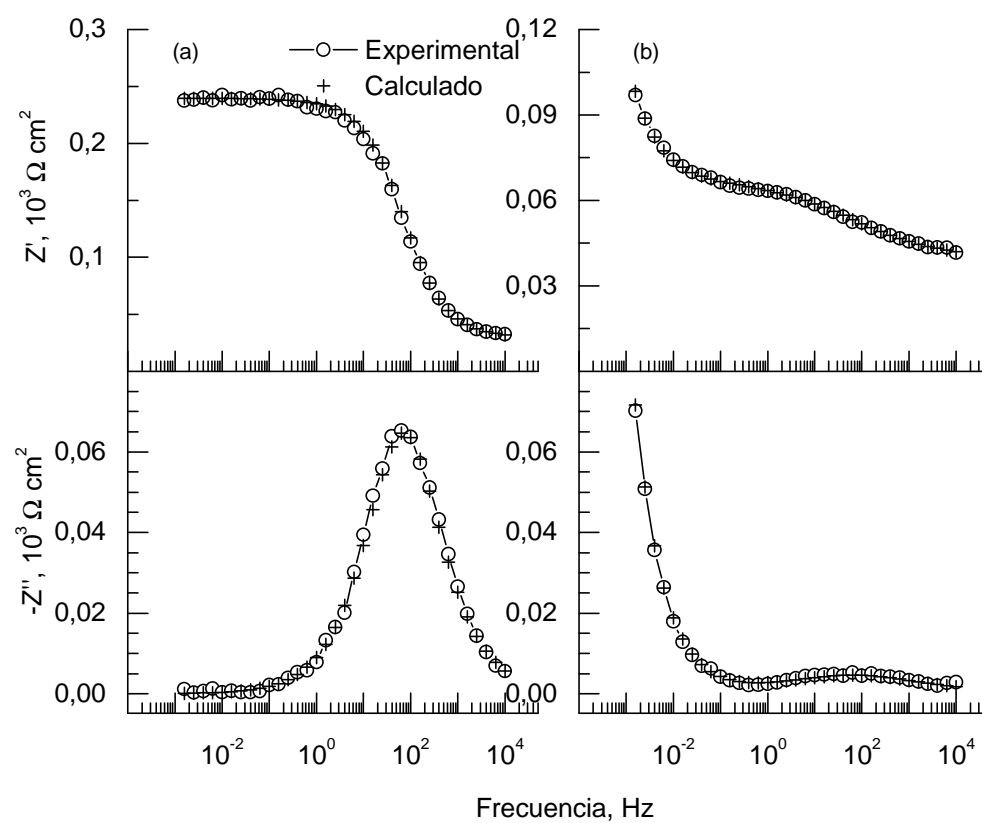 0,3
(a)
Experimental
Calculado
0,2
0,1
Z', 10³ Ω cm²
0,12
(b)
0,09
0,06
0,03
0,06
0,04
0,02
0,00
-Z'', 10³ Ω cm²
0,06
0,04
0,02
0,00
10⁻² 10⁰ 10² 10⁴
10⁻² 10⁰ 10² 10⁴
Frecuencia, Hz